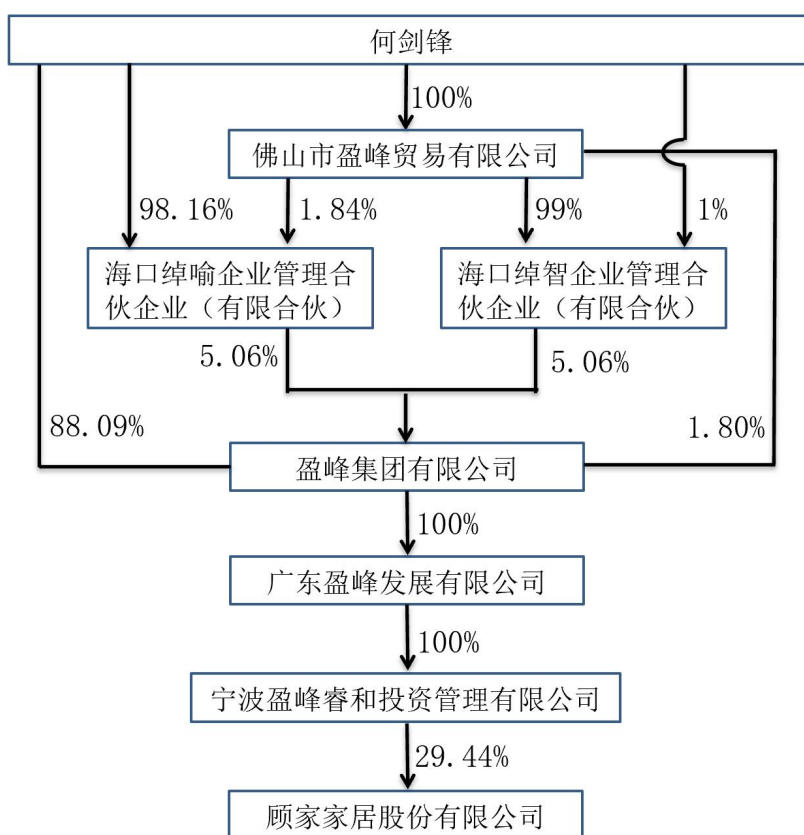 何剑锋
100%
佛山市盈峰贸易有限公司
98.16%
1.84%
99%
1%
海口绰喻企业管理合
伙企业（有限合伙）
海口绰智企业管理合
伙企业（有限合伙）
5.06%
5.06%
88.09%
1.80%
盈峰集团有限公司
100%
广东盈峰发展有限公司
100%
宁波盈峰睿和投资管理有限公司
29.44%
顾家家居股份有限公司